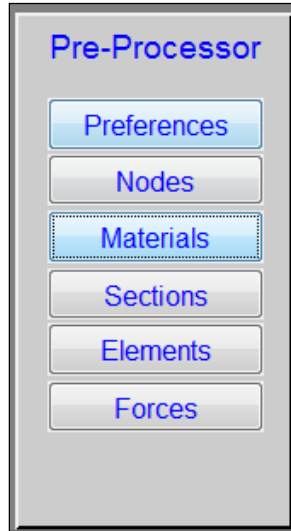 Pre-Processor
Preferences
Nodes
Materials
Sections
Elements
Forces